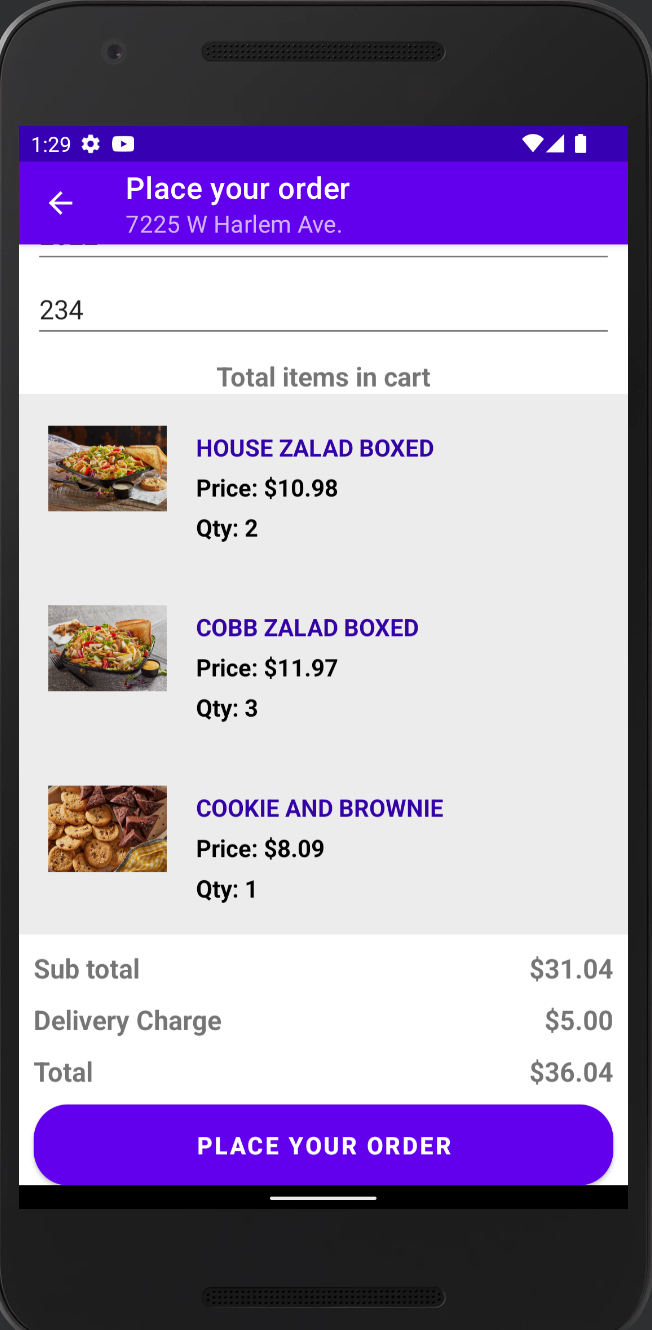 1:29
Place your order
7225 W Harlem Ave.
234
Total items in cart
HOUSE ZALAD BOXED
Price: $10.98
Qty: 2
COBB ZALAD BOXED
Price: $11.97
Qty: 3
COOKIE AND BROWNIE
Price: $8.09
Qty: 1
Sub total $31.04
Delivery Charge $5.00
Total $36.04
PLACE YOUR ORDER